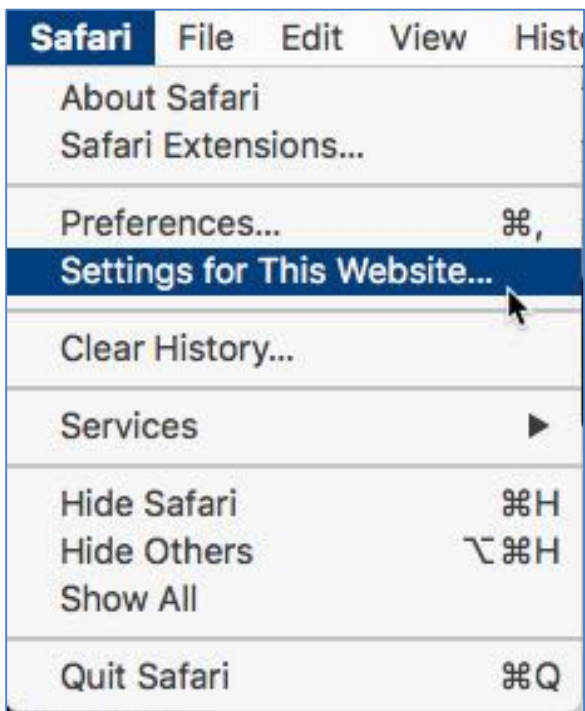 Safari File Edit View Hist
About Safari
Safari Extensions...
Preferences... ⌘,
Settings for This Website...
Clear History...
Services ▶
Hide Safari ⌘H
Hide Others ⌥⌘H
Show All
Quit Safari ⌘Q